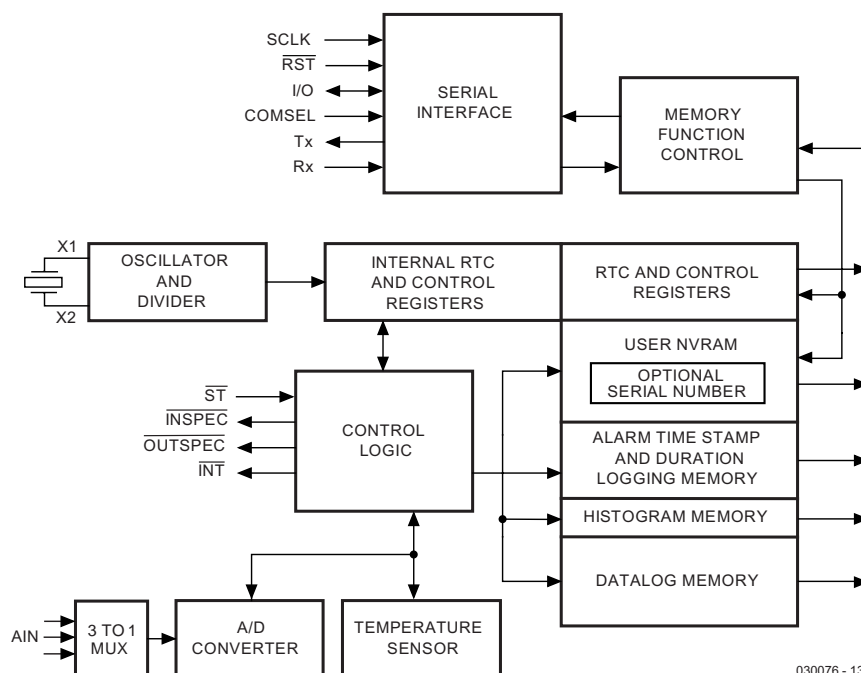 SCLK
RST
I/O
COMSEL
Tx
Rx
SERIAL
INTERFACE
MEMORY
FUNCTION
CONTROL
X1
X2
OSCILLATOR
AND
DIVIDER
INTERNAL RTC
AND CONTROL
REGISTERS
RTC AND CONTROL
REGISTERS
USER NVRAM
OPTIONAL
SERIAL NUMBER
ST
INSPEC
OUTSPEC
INT
CONTROL
LOGIC
ALARM TIME STAMP
AND DURATION
LOGGING MEMORY
HISTOGRAM MEMORY
DATALOG MEMORY
AIN
3 TO 1
MUX
A/D
CONVERTER
TEMPERATURE
SENSOR
030076 - 13